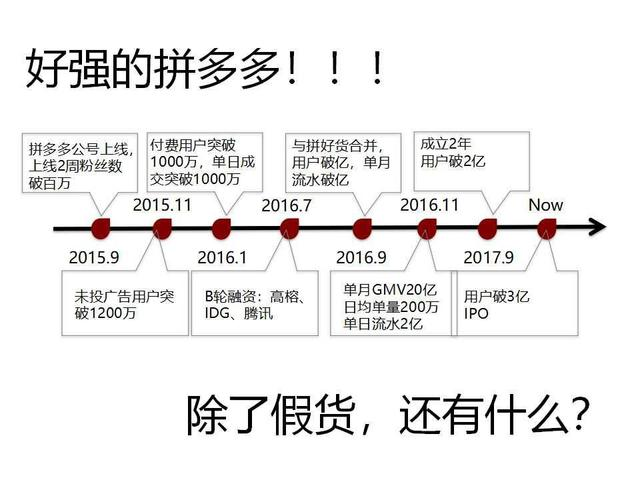 好强的拼多多！！！
拼多多公号上线，
上线2周粉丝数
破百万
付费用户突破
1000万，单日成
交突破1000万
与拼好货合并，
用户破亿，单月
流水破亿
成立2年
用户破2亿
2015.11
2016.7
2016.11
Now
2015.9
2016.1
2016.9
2017.9
未投广告用户突
破1200万
B轮融资：高榕、
IDG、腾讯
单月GMV20亿
日均单量200万
单日流水2亿
用户破3亿
IPO
除了假货，还有什么？